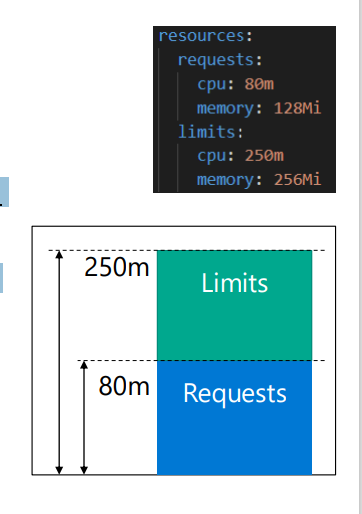 resources:
requests:
cpu: 80m
memory: 128Mi
limits:
cpu: 250m
memory: 256Mi
250m
Limits
80m
Requests